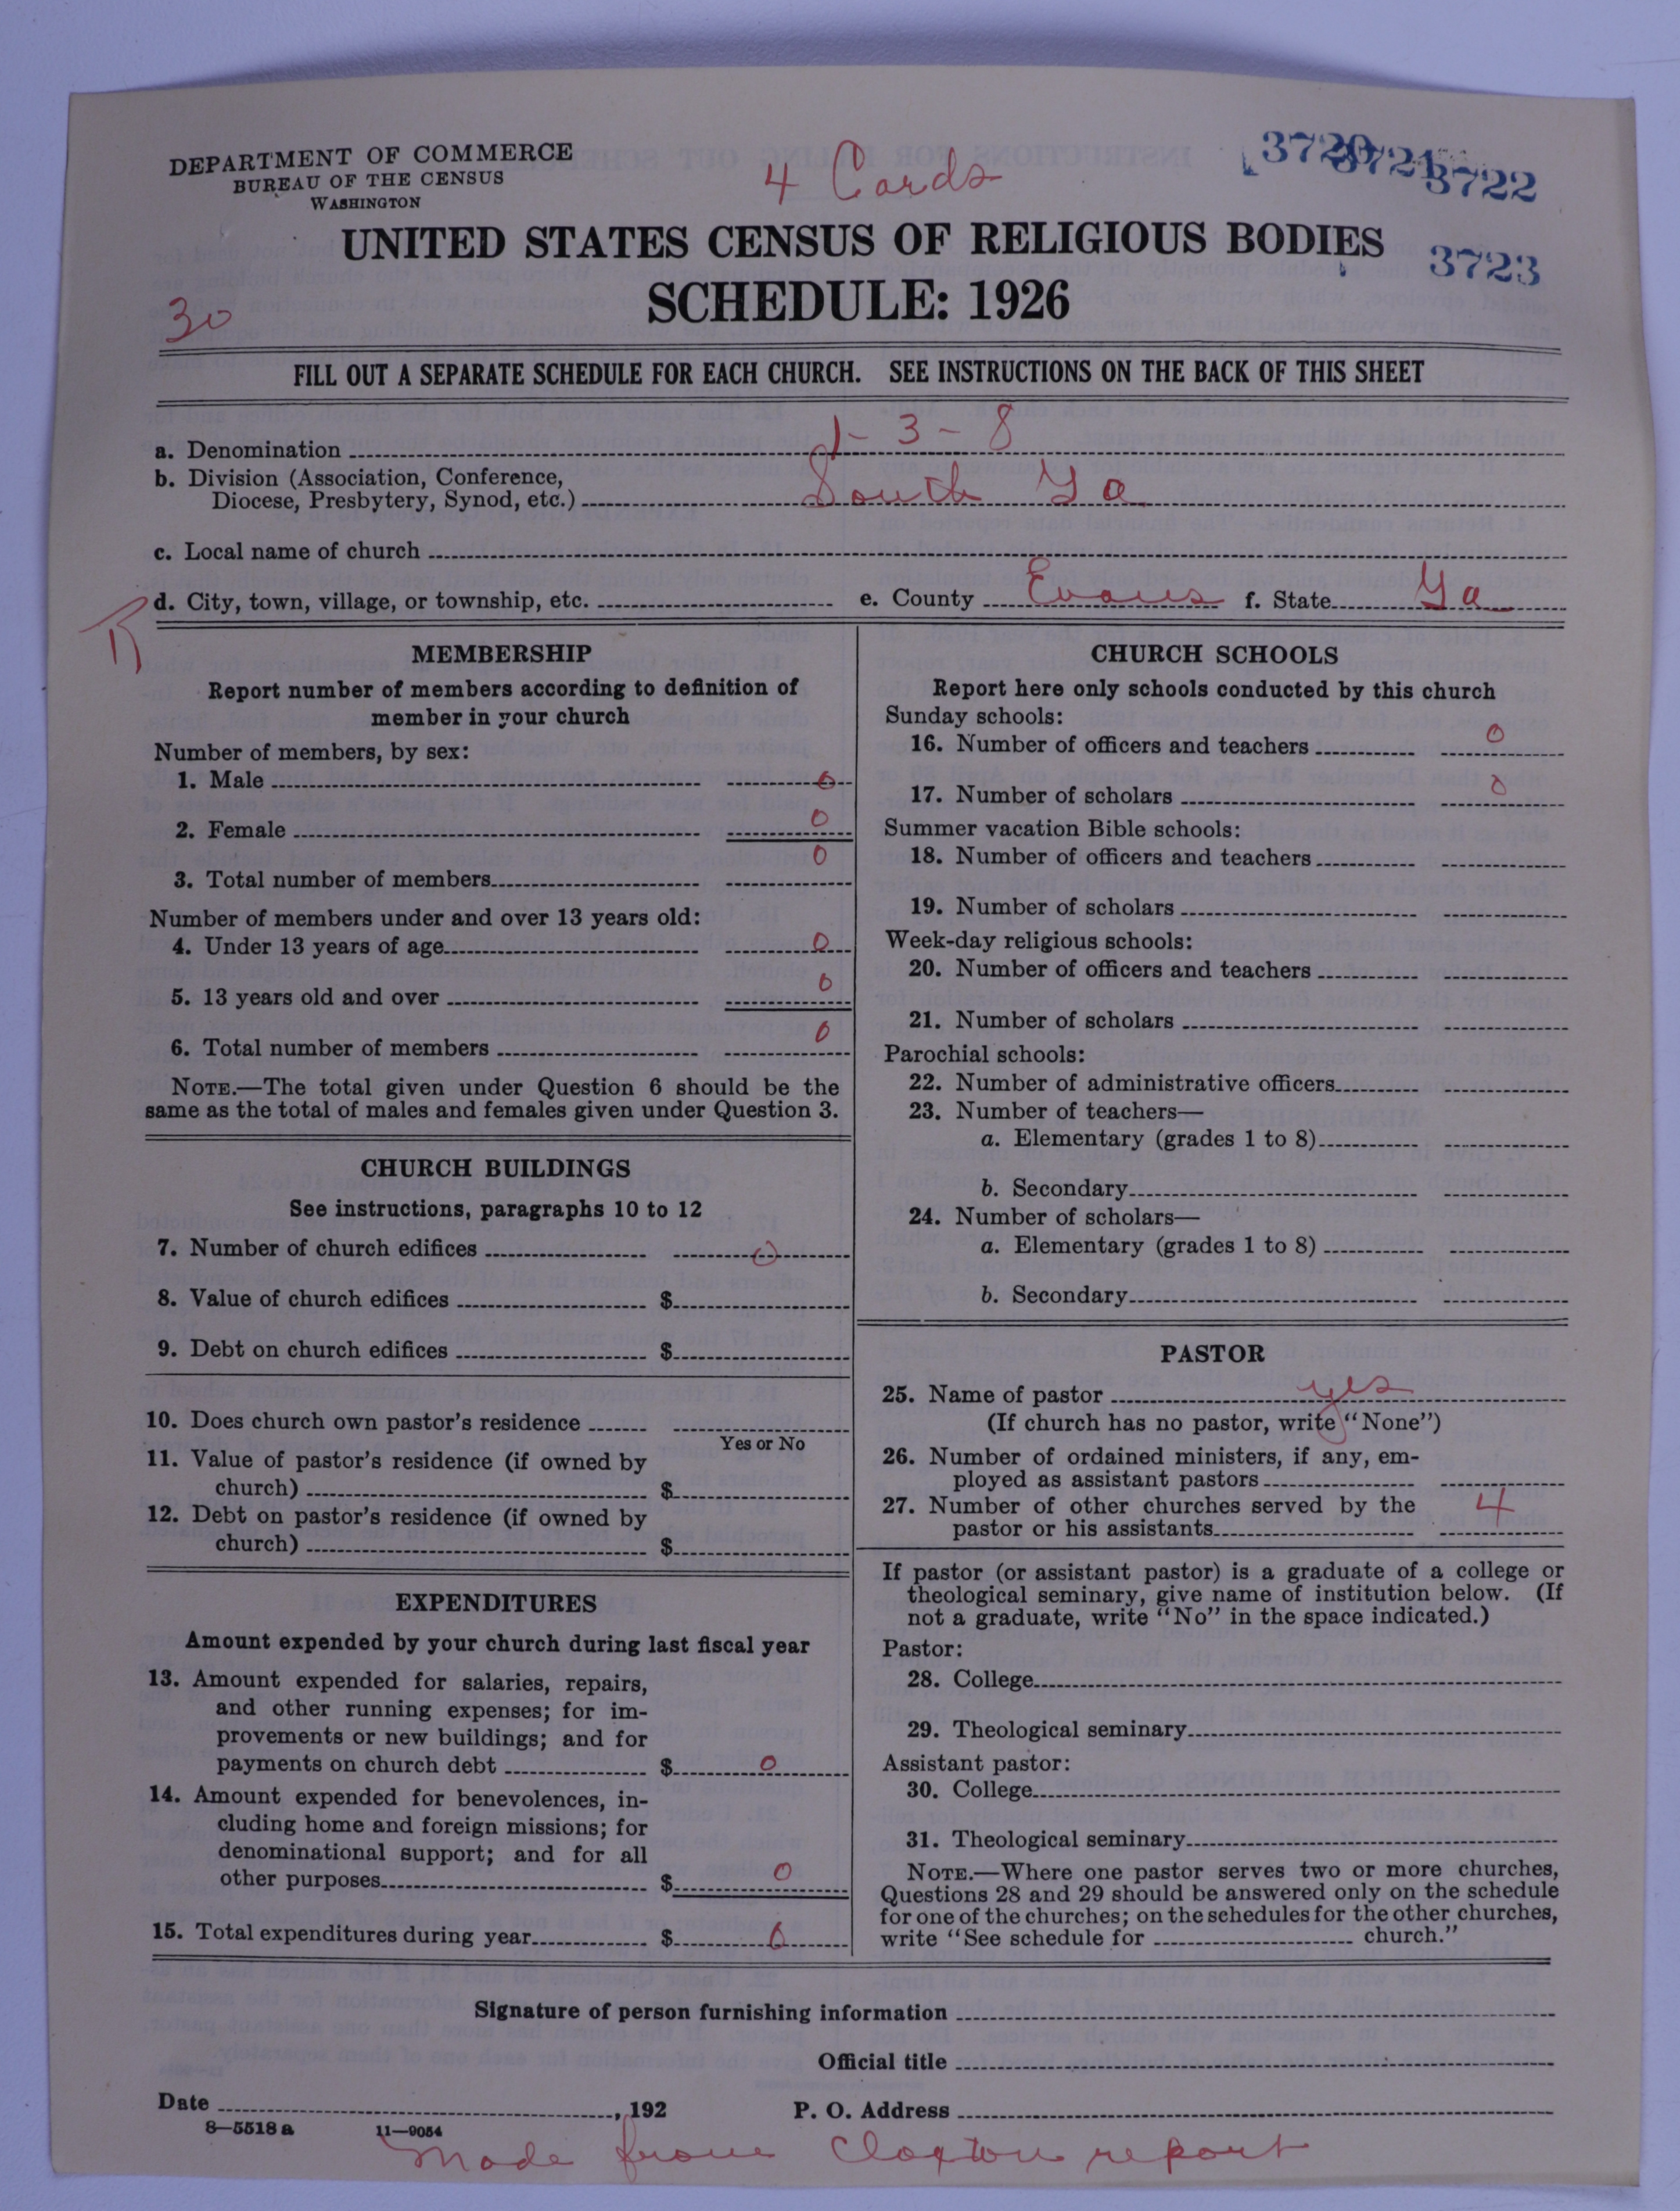 DEPARTMENT OF COMMERCE
BUREAU OF THE CENSUS
WASHINGTON
4 Cards
3720 3721 3722
3723
UNITED STATES CENSUS OF RELIGIOUS BODIES
SCHEDULE: 1926
30
FILL OUT A SEPARATE SCHEDULE FOR EACH CHURCH. SEE INSTRUCTIONS ON THE BACK OF THIS SHEET
a. Denomination 1-3-8
b. Division (Association, Conference,
Diocese, Presbytery, Synod, etc.) South Ga
c. Local name of church
d. City, town, village, or township, etc. e. County Evans f. State Ga
R
MEMBERSHIP
Report number of members according to definition of
member in your church
Number of members, by sex:
1. Male 0
2. Female 0
3. Total number of members 0
Number of members under and over 13 years old:
4. Under 13 years of age 0
5. 13 years old and over 0
6. Total number of members 0
NOTE.—The total given under Question 6 should be the
same as the total of males and females given under Question 3.
CHURCH BUILDINGS
See instructions, paragraphs 10 to 12
7. Number of church edifices 0
8. Value of church edifices $
9. Debt on church edifices $
10. Does church own pastor's residence
Yes or No
11. Value of pastor's residence (if owned by
church) $
12. Debt on pastor's residence (if owned by
church) $
EXPENDITURES
Amount expended by your church during last fiscal year
13. Amount expended for salaries, repairs,
and other running expenses; for im-
provements or new buildings; and for
payments on church debt $ 0
14. Amount expended for benevolences, in-
cluding home and foreign missions; for
denominational support; and for all
other purposes $ 0
15. Total expenditures during year $ 0
CHURCH SCHOOLS
Report here only schools conducted by this church
Sunday schools:
16. Number of officers and teachers 0
17. Number of scholars 0
Summer vacation Bible schools:
18. Number of officers and teachers
19. Number of scholars
Week-day religious schools:
20. Number of officers and teachers
21. Number of scholars
Parochial schools:
22. Number of administrative officers
23. Number of teachers—
a. Elementary (grades 1 to 8)
b. Secondary
24. Number of scholars—
a. Elementary (grades 1 to 8)
b. Secondary
PASTOR
25. Name of pastor yes
(If church has no pastor, write "None")
26. Number of ordained ministers, if any, em-
ployed as assistant pastors
27. Number of other churches served by the
pastor or his assistants 4
If pastor (or assistant pastor) is a graduate of a college or
theological seminary, give name of institution below. (If
not a graduate, write "No" in the space indicated.)
Pastor:
28. College
29. Theological seminary
Assistant pastor:
30. College
31. Theological seminary
NOTE.—Where one pastor serves two or more churches,
Questions 28 and 29 should be answered only on the schedule
for one of the churches; on the schedules for the other churches,
write "See schedule for church."
Signature of person furnishing information
Official title
Date , 192 P. O. Address
8—5518 a 11—9054
Made from Claxton report